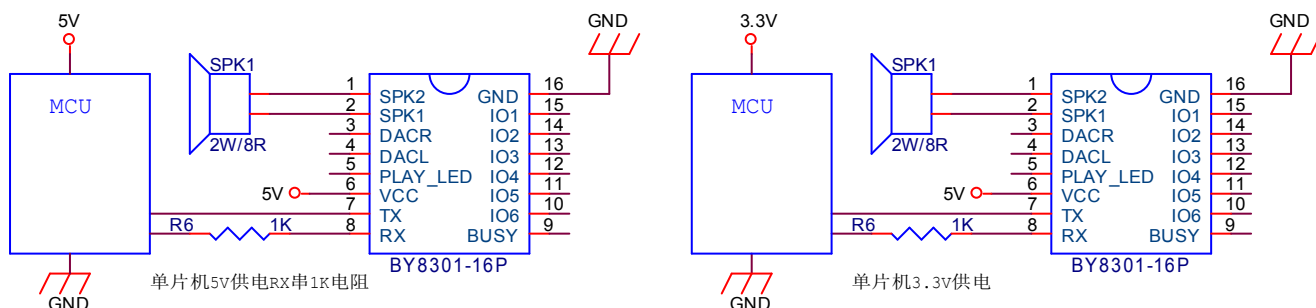 5V
GND
SPK1
MCU
2W/8R
1 SPK2 GND 16
2 SPK1 IO1 15
3 DACR IO2 14
4 DACL IO3 13
5 PLAY_LED IO4 12
5V 6 VCC IO5 11
7 TX IO6 10
R6 1K 8 RX BUSY 9
BY8301-16P
单片机5V供电RX串1K电阻
GND
3.3V
GND
SPK1
MCU
2W/8R
1 SPK2 GND 16
2 SPK1 IO1 15
3 DACR IO2 14
4 DACL IO3 13
5 PLAY_LED IO4 12
5V 6 VCC IO5 11
7 TX IO6 10
R6 1K 8 RX BUSY 9
BY8301-16P
单片机3.3V供电
GND